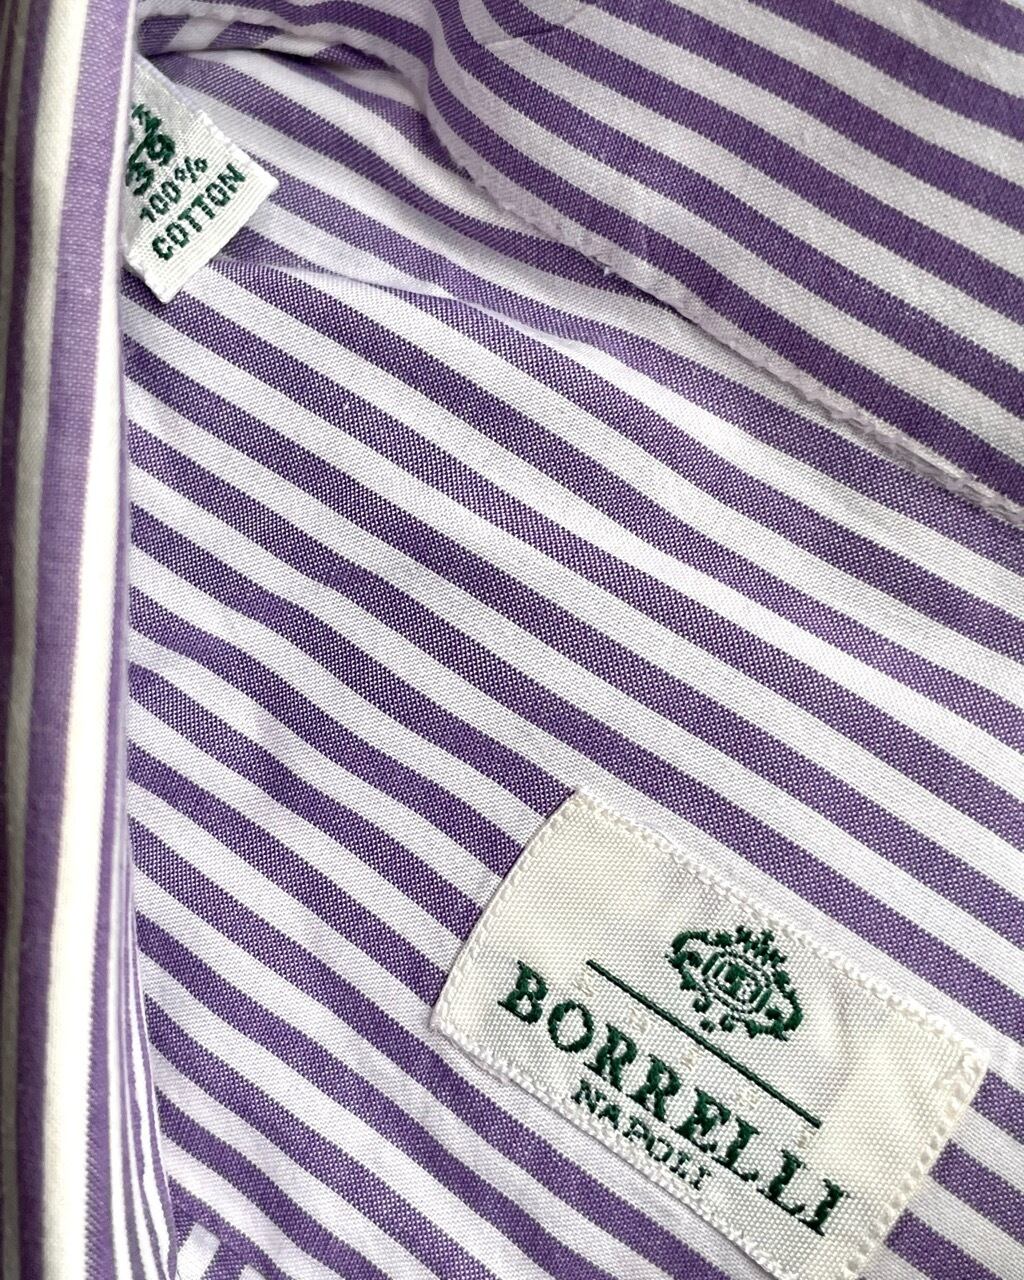 39
100%
COTTON
BORRELLI
NAPOLI